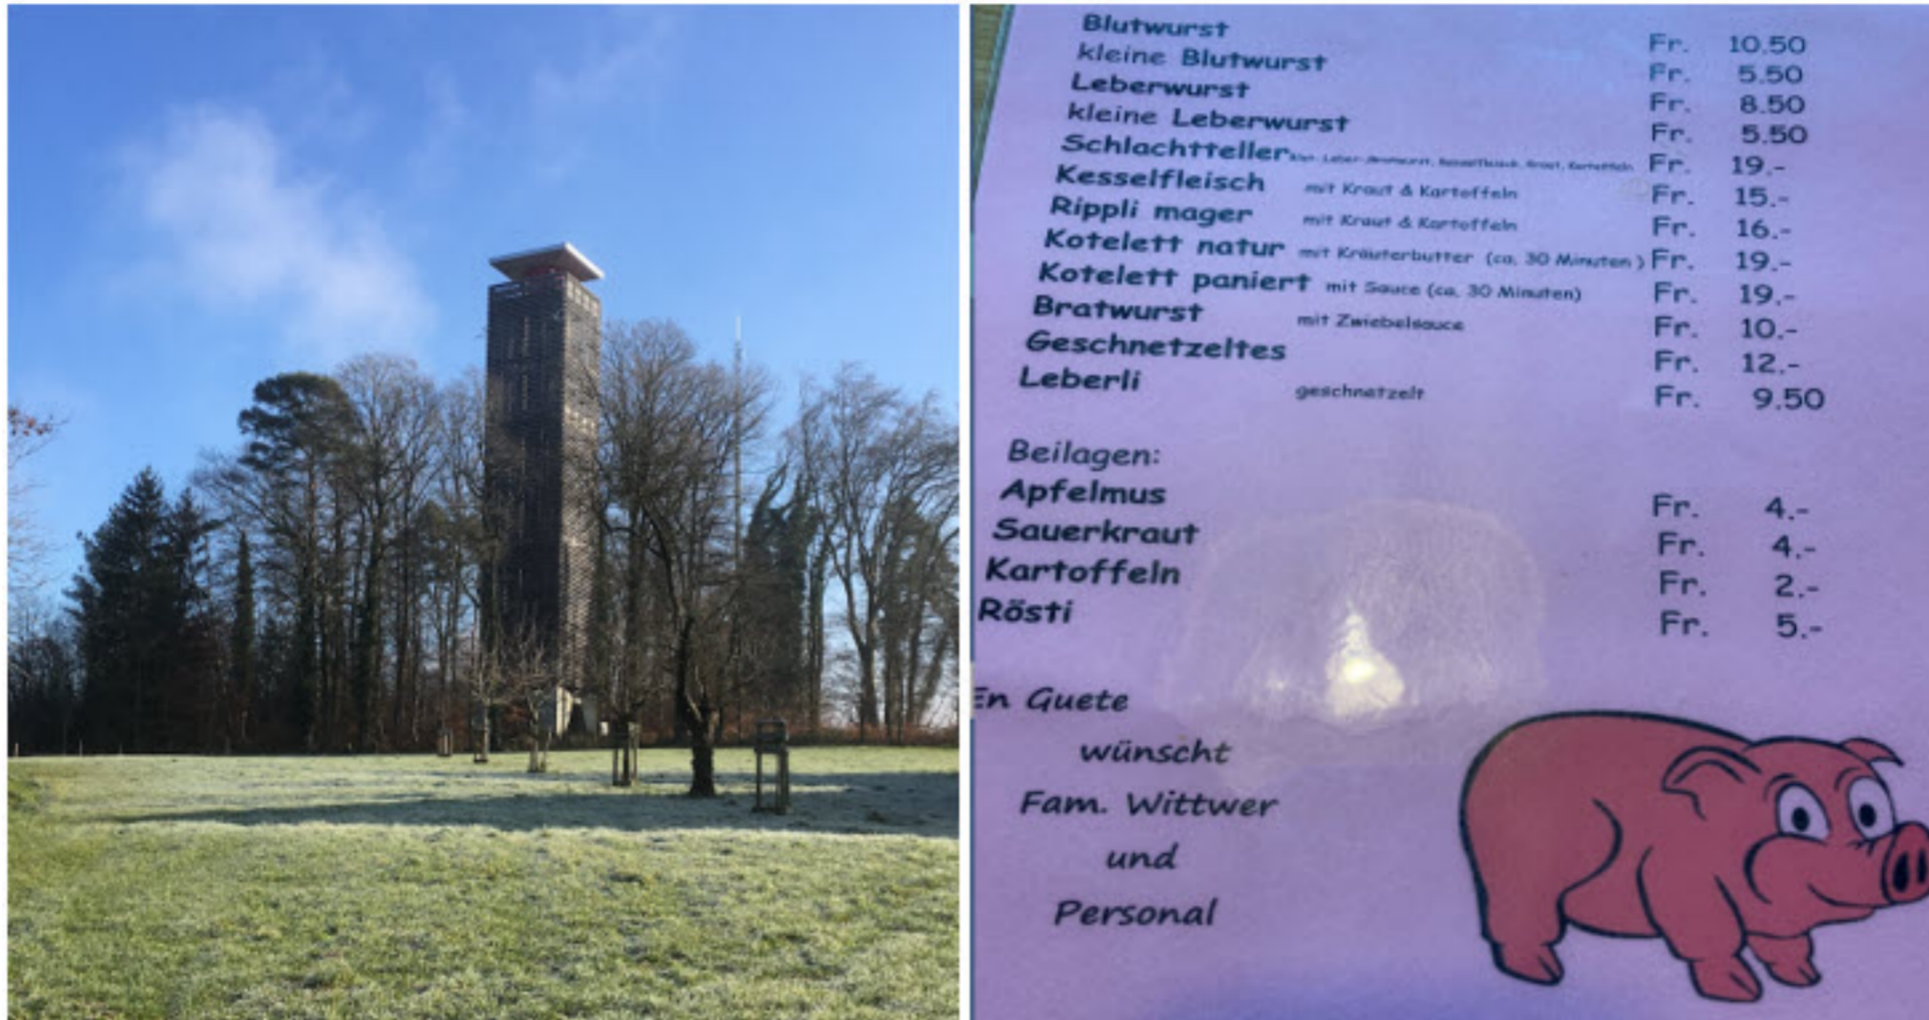 Blutwurst Fr. 10.50
kleine Blutwurst Fr. 5.50
Leberwurst Fr. 8.50
kleine Leberwurst Fr. 5.50
Schlachtteller Kraut, Kartoffeln Fr. 19.-
Kesselfleisch mit Kraut & Kartoffeln Fr. 15.-
Rippli mager mit Kraut & Kartoffeln Fr. 16.-
Kotelett natur mit Kräuterbutter (ca. 30 Minuten) Fr. 19.-
Kotelett paniert mit Sauce (ca. 30 Minuten) Fr. 19.-
Bratwurst mit Zwiebelsauce Fr. 10.-
Geschnetzeltes Fr. 12.-
Leberli geschnetzelt Fr. 9.50
Beilagen:
Apfelmus Fr. 4.-
Sauerkraut Fr. 4.-
Kartoffeln Fr. 2.-
Rösti Fr. 5.-
En Guete
wünscht
Fam. Wittwer
und
Personal